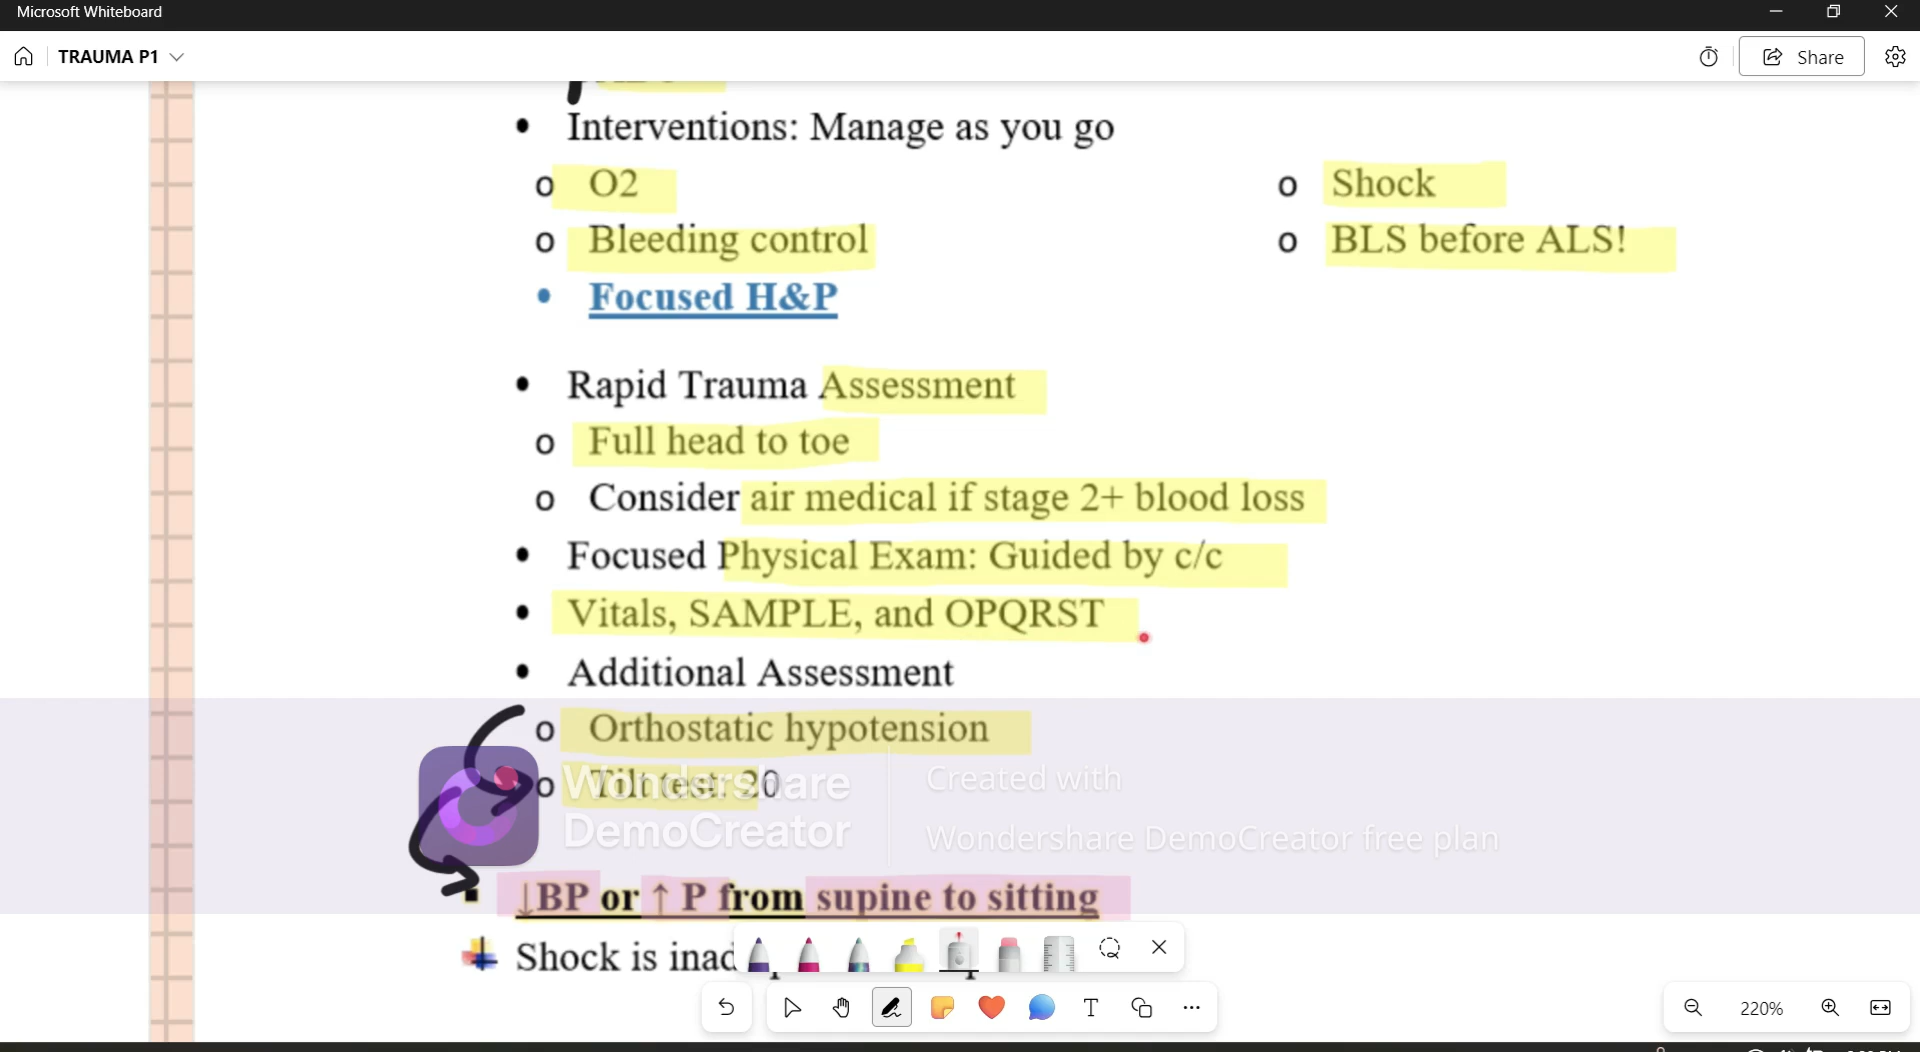 Microsoft Whiteboard
TRAUMA P1
Share
• Interventions: Manage as you go
o O2
o Shock
o Bleeding control
o BLS before ALS!
• Focused H&P
• Rapid Trauma Assessment
o Full head to toe
o Consider air medical if stage 2+ blood loss
• Focused Physical Exam: Guided by c/c
• Vitals, SAMPLE, and OPQRST
• Additional Assessment
o Orthostatic hypotension
o Tilt test: 20
Wondershare
DemoCreator
Created with
Wondershare DemoCreator free plan
▪ ↓BP or ↑ P from supine to sitting
Shock is
220%